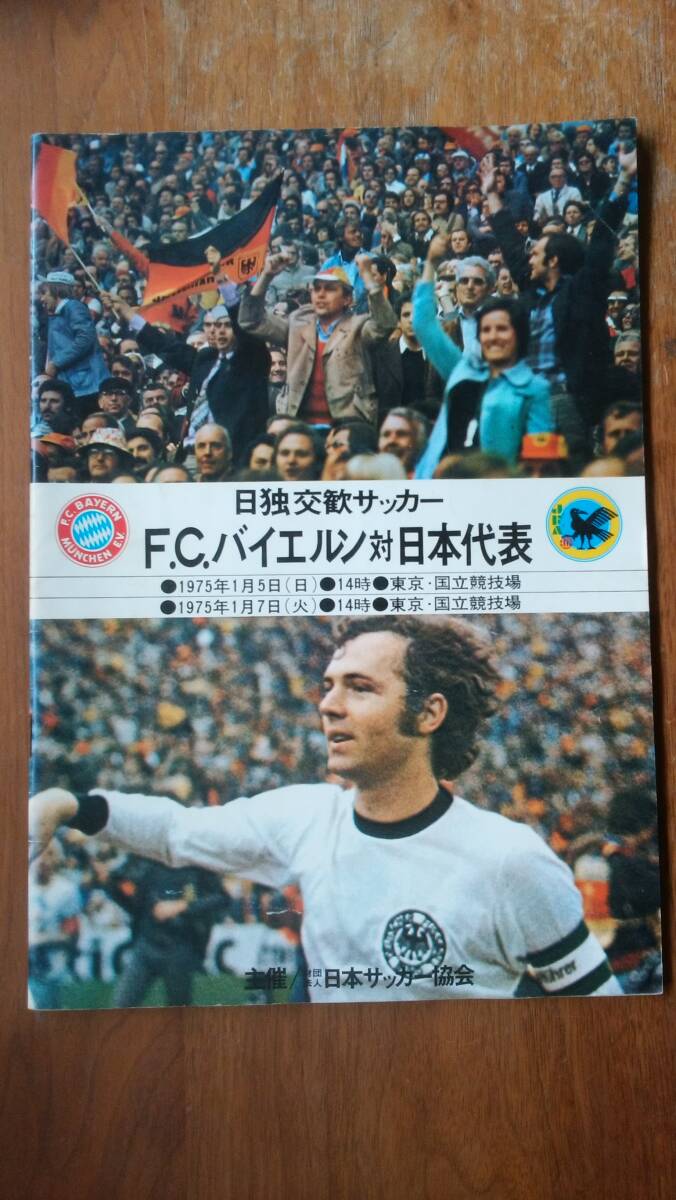 日独交歓サッカー
F.C. BAYERN
MÜNCHEN E.V.
F.C.バイエルン対日本代表
JFA
●1975年1月5日(日)●14時●東京・国立競技場
●1975年1月7日(火)●14時●東京・国立競技場
主催/財団法人日本サッカー協会